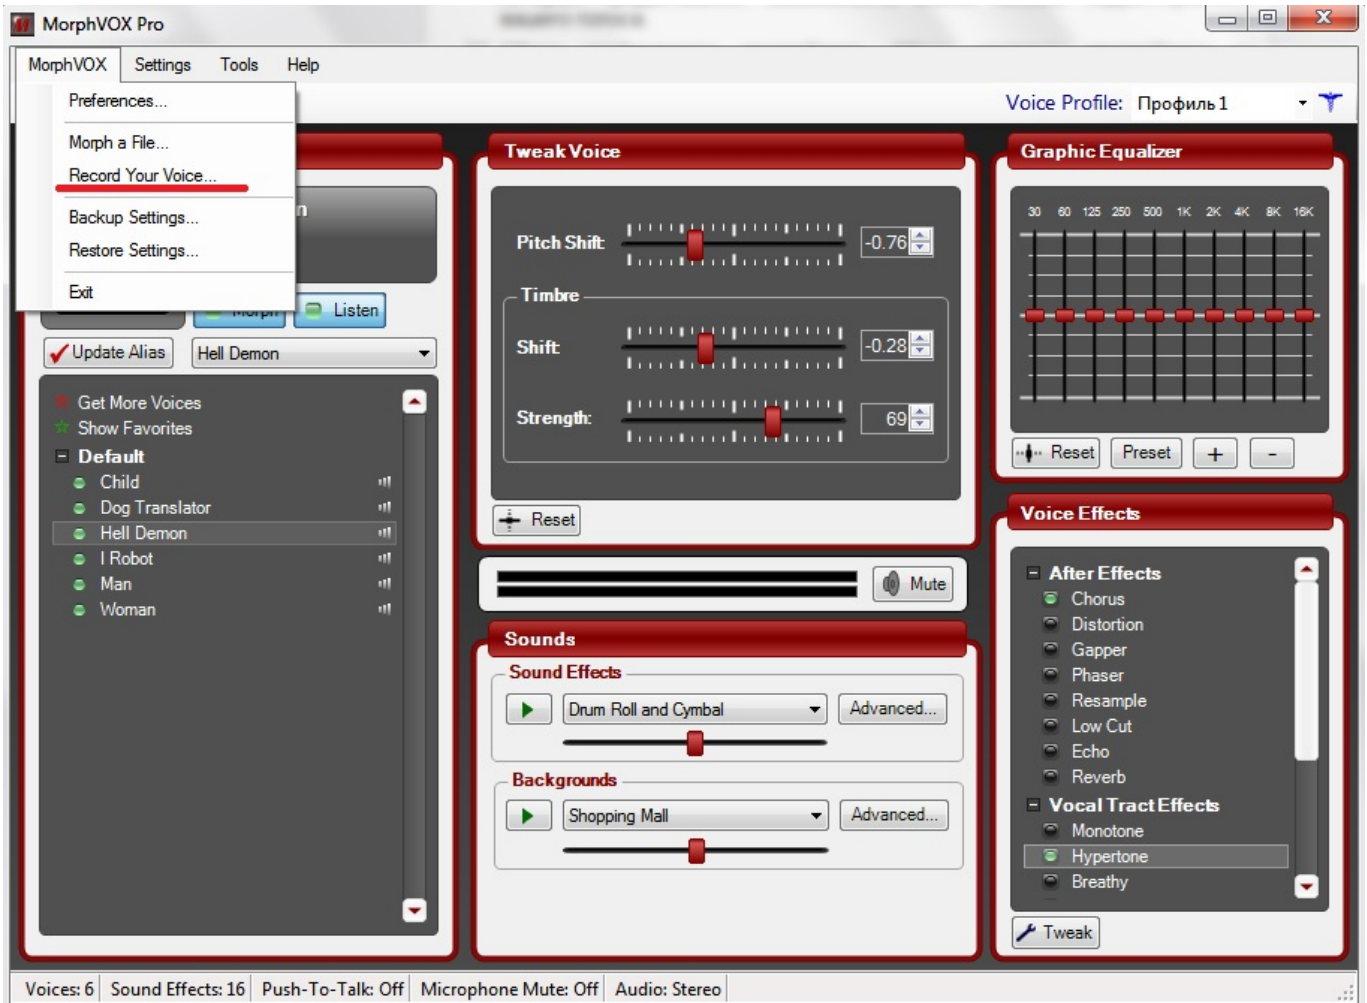 MorphVOX Pro
MorphVOX Settings Tools Help
Preferences...
Morph a File...
Record Your Voice...
Backup Settings...
Restore Settings...
Exit
Voice Profile: Профиль 1
Listen
Update Alias Hell Demon
Get More Voices
Show Favorites
Default
Child
Dog Translator
Hell Demon
I Robot
Man
Woman
Tweak Voice
Pitch Shift: -0.76
Timbre
Shift: -0.28
Strength: 69
Reset
Mute
Sounds
Sound Effects
Drum Roll and Cymbal Advanced...
Backgrounds
Shopping Mall Advanced...
Graphic Equalizer
30 60 125 250 500 1K 2K 4K 8K 16K
Reset Preset + -
Voice Effects
After Effects
Chorus
Distortion
Gapper
Phaser
Resample
Low Cut
Echo
Reverb
Vocal Tract Effects
Monotone
Hypertone
Breathy
Tweak
Voices: 6 Sound Effects: 16 Push-To-Talk: Off Microphone Mute: Off Audio: Stereo